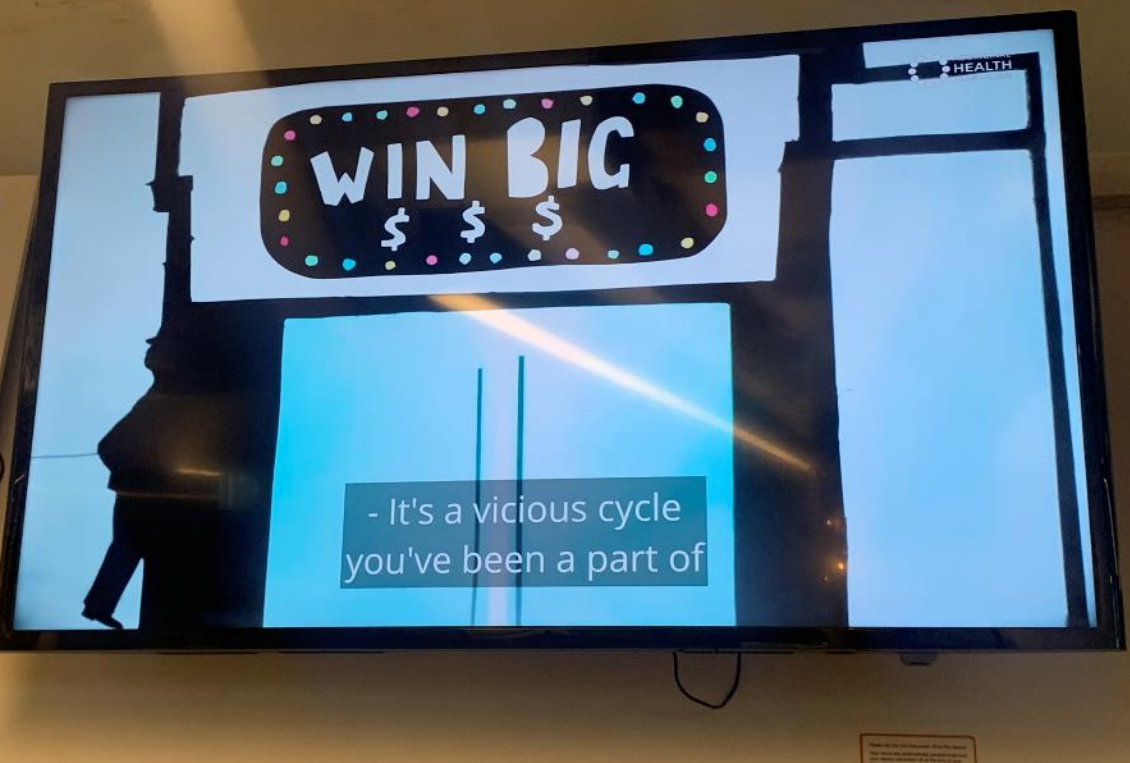 HEALTH
WIN BIG
$ $ $
- It's a vicious cycle
you've been a part of